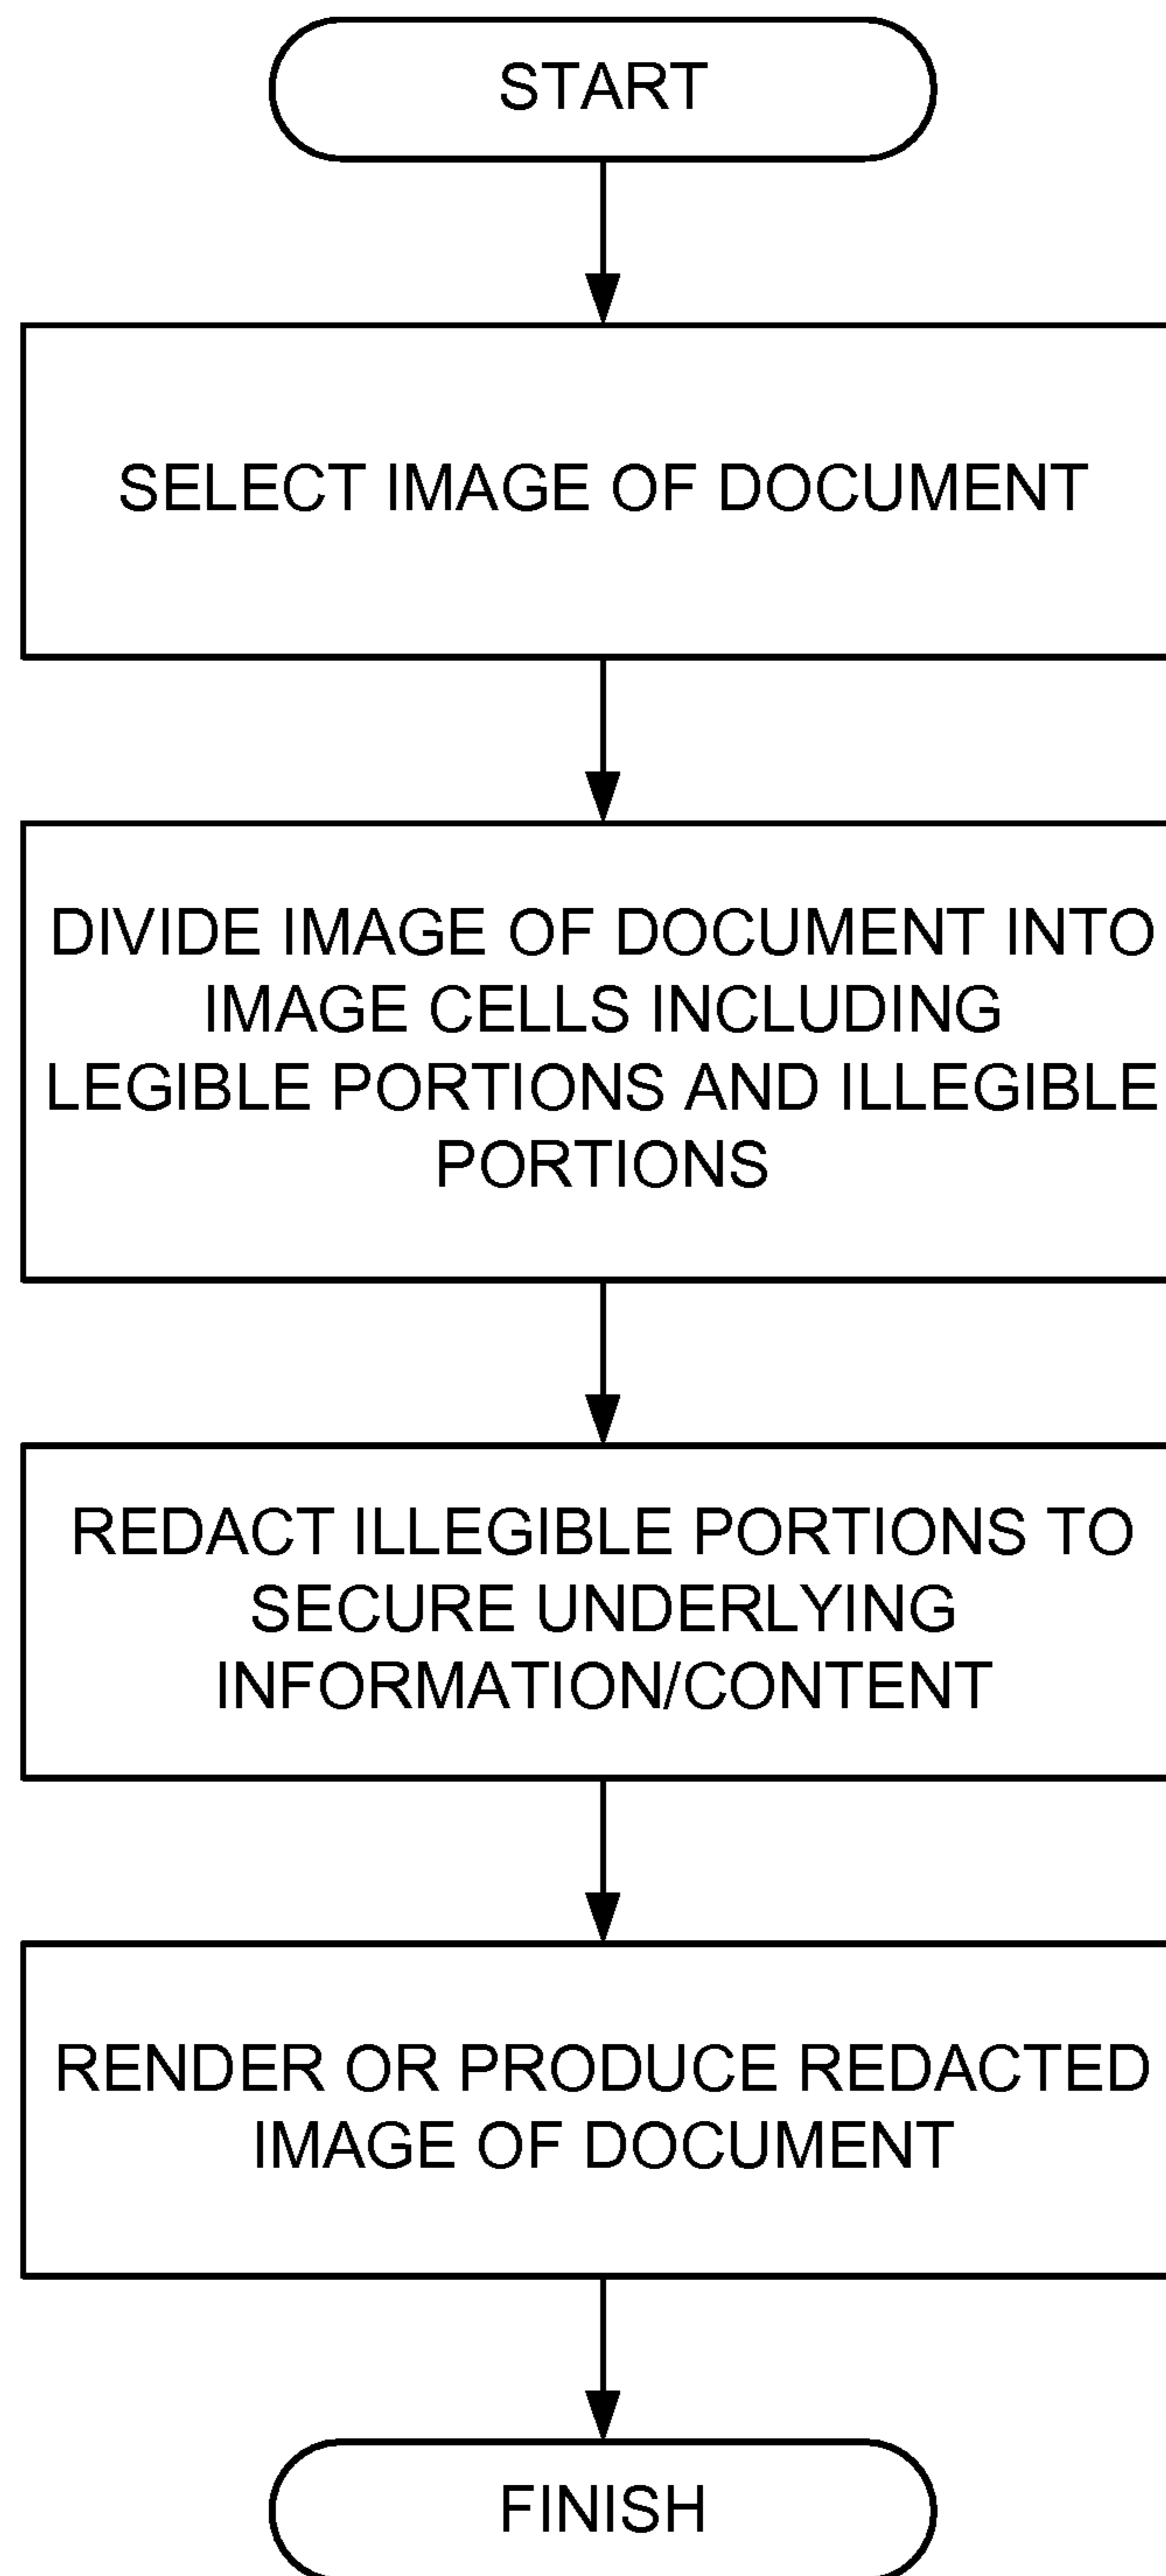 START
SELECT IMAGE OF DOCUMENT
DIVIDE IMAGE OF DOCUMENT INTO
IMAGE CELLS INCLUDING
LEGIBLE PORTIONS AND ILLEGIBLE
PORTIONS
REDACT ILLEGIBLE PORTIONS TO
SECURE UNDERLYING
INFORMATION/CONTENT
RENDER OR PRODUCE REDACTED
IMAGE OF DOCUMENT
FINISH